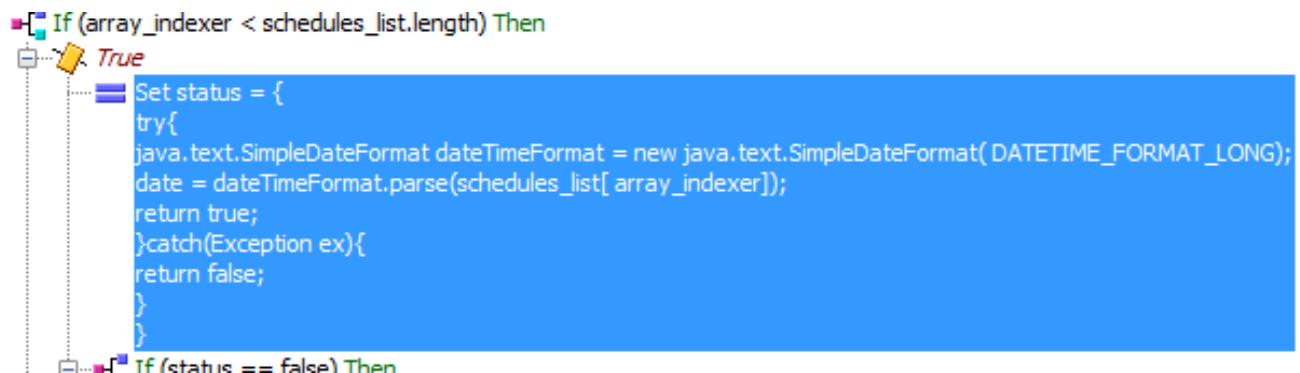 If (array_indexer < schedules_list.length) Then
True
Set status = {
try{
java.text.SimpleDateFormat dateTimeFormat = new java.text.SimpleDateFormat( DATETIME_FORMAT_LONG);
date = dateTimeFormat.parse(schedules_list[ array_indexer]);
return true;
}catch(Exception ex){
return false;
}
}
If (status == false) Then